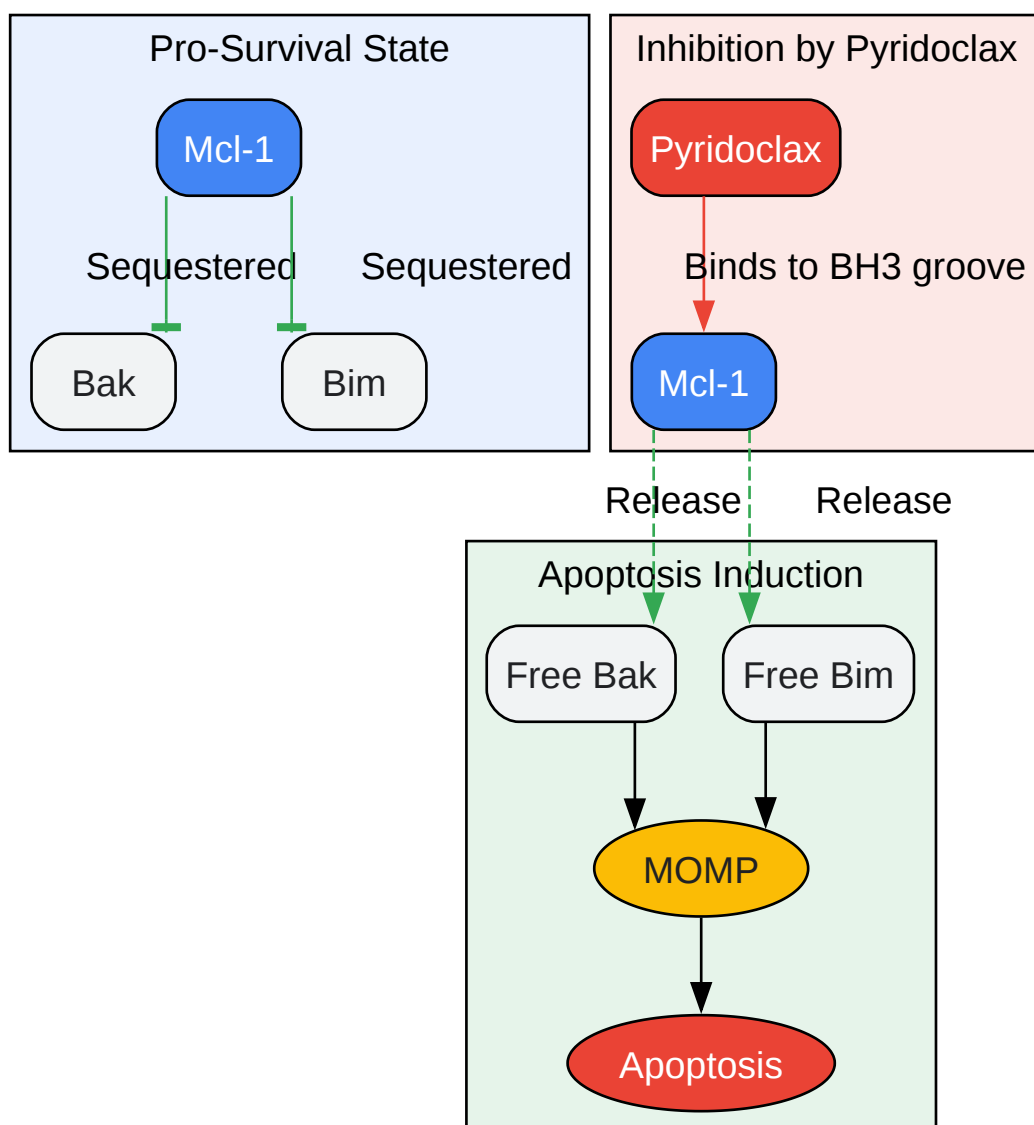 Pro-Survival State
Mcl-1
Sequestered
Sequestered
Bak
Bim
Inhibition by Pyridoclax
Pyridoclax
Binds to BH3 groove
Mcl-1
Release
Release
Apoptosis Induction
Free Bak
Free Bim
MOMP
Apoptosis